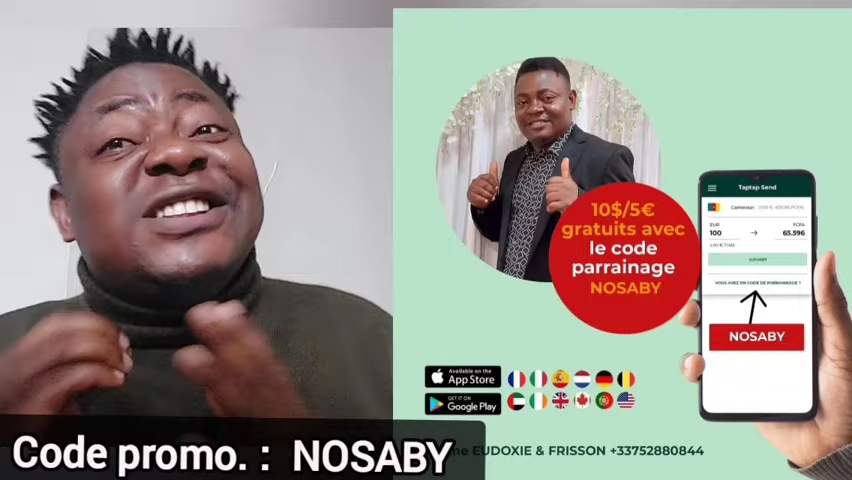 10$/5€
gratuits avec
le code
parrainage
NOSABY
Taptap Send
Cameroun
EUR
FCFA
100
65.596
SUIVANT
VOUS AVEZ UN CODE DE PARRAINAGE ?
NOSABY
Available on the
App Store
GET IT ON
Google Play
EUDOXIE & FRISSON +33752880844
Code promo. : NOSABY